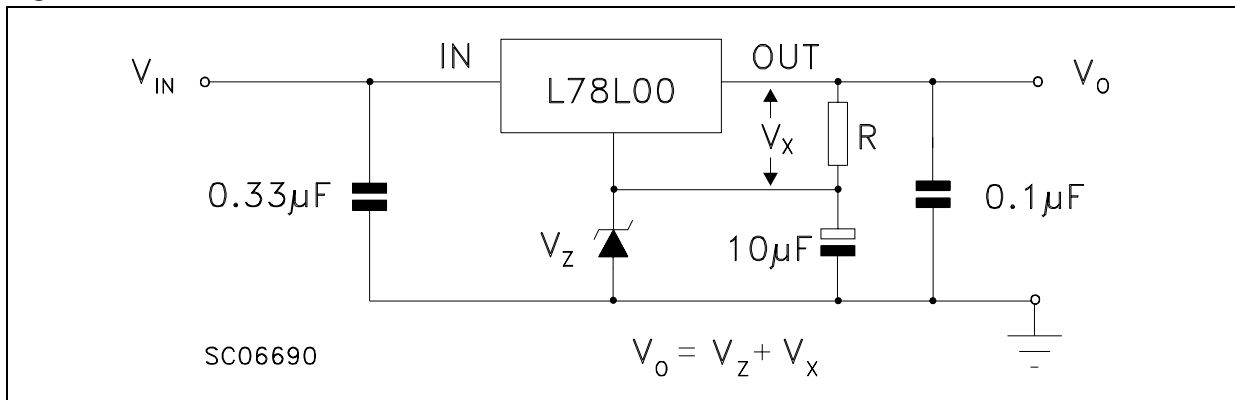 IN
OUT
V_IN
L78L00
V_O
V_X
R
0.33μF
0.1μF
V_Z
10μF
SC06690
V_O = V_Z + V_X